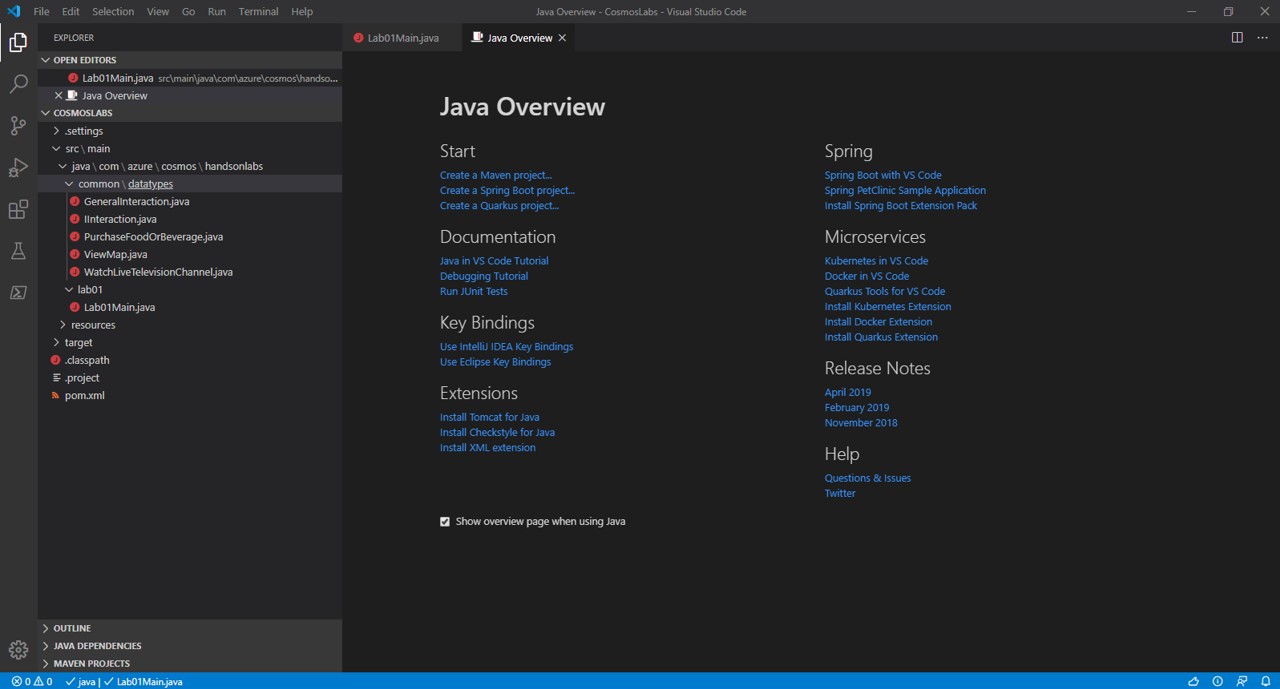 File Edit Selection View Go Run Terminal Help
Java Overview - CosmosLabs - Visual Studio Code
EXPLORER
OPEN EDITORS
Lab01Main.java src\main\java\com\azure\cosmos\handso...
Java Overview
COSMOSLABS
.settings
src \ main
java \ com \ azure \ cosmos \ handsonlabs
common \ datatypes
GeneralInteraction.java
IInteraction.java
PurchaseFoodOrBeverage.java
ViewMap.java
WatchLiveTelevisionChannel.java
lab01
Lab01Main.java
resources
target
.classpath
.project
pom.xml
OUTLINE
JAVA DEPENDENCIES
MAVEN PROJECTS
Lab01Main.java
Java Overview
Java Overview
Start
Create a Maven project...
Create a Spring Boot project...
Create a Quarkus project...
Documentation
Java in VS Code Tutorial
Debugging Tutorial
Run JUnit Tests
Key Bindings
Use IntelliJ IDEA Key Bindings
Use Eclipse Key Bindings
Extensions
Install Tomcat for Java
Install Checkstyle for Java
Install XML extension
Spring
Spring Boot with VS Code
Spring PetClinic Sample Application
Install Spring Boot Extension Pack
Microservices
Kubernetes in VS Code
Docker in VS Code
Quarkus Tools for VS Code
Install Kubernetes Extension
Install Docker Extension
Install Quarkus Extension
Release Notes
April 2019
February 2019
November 2018
Help
Questions & Issues
Twitter
Show overview page when using Java
0 0 java | Lab01Main.java